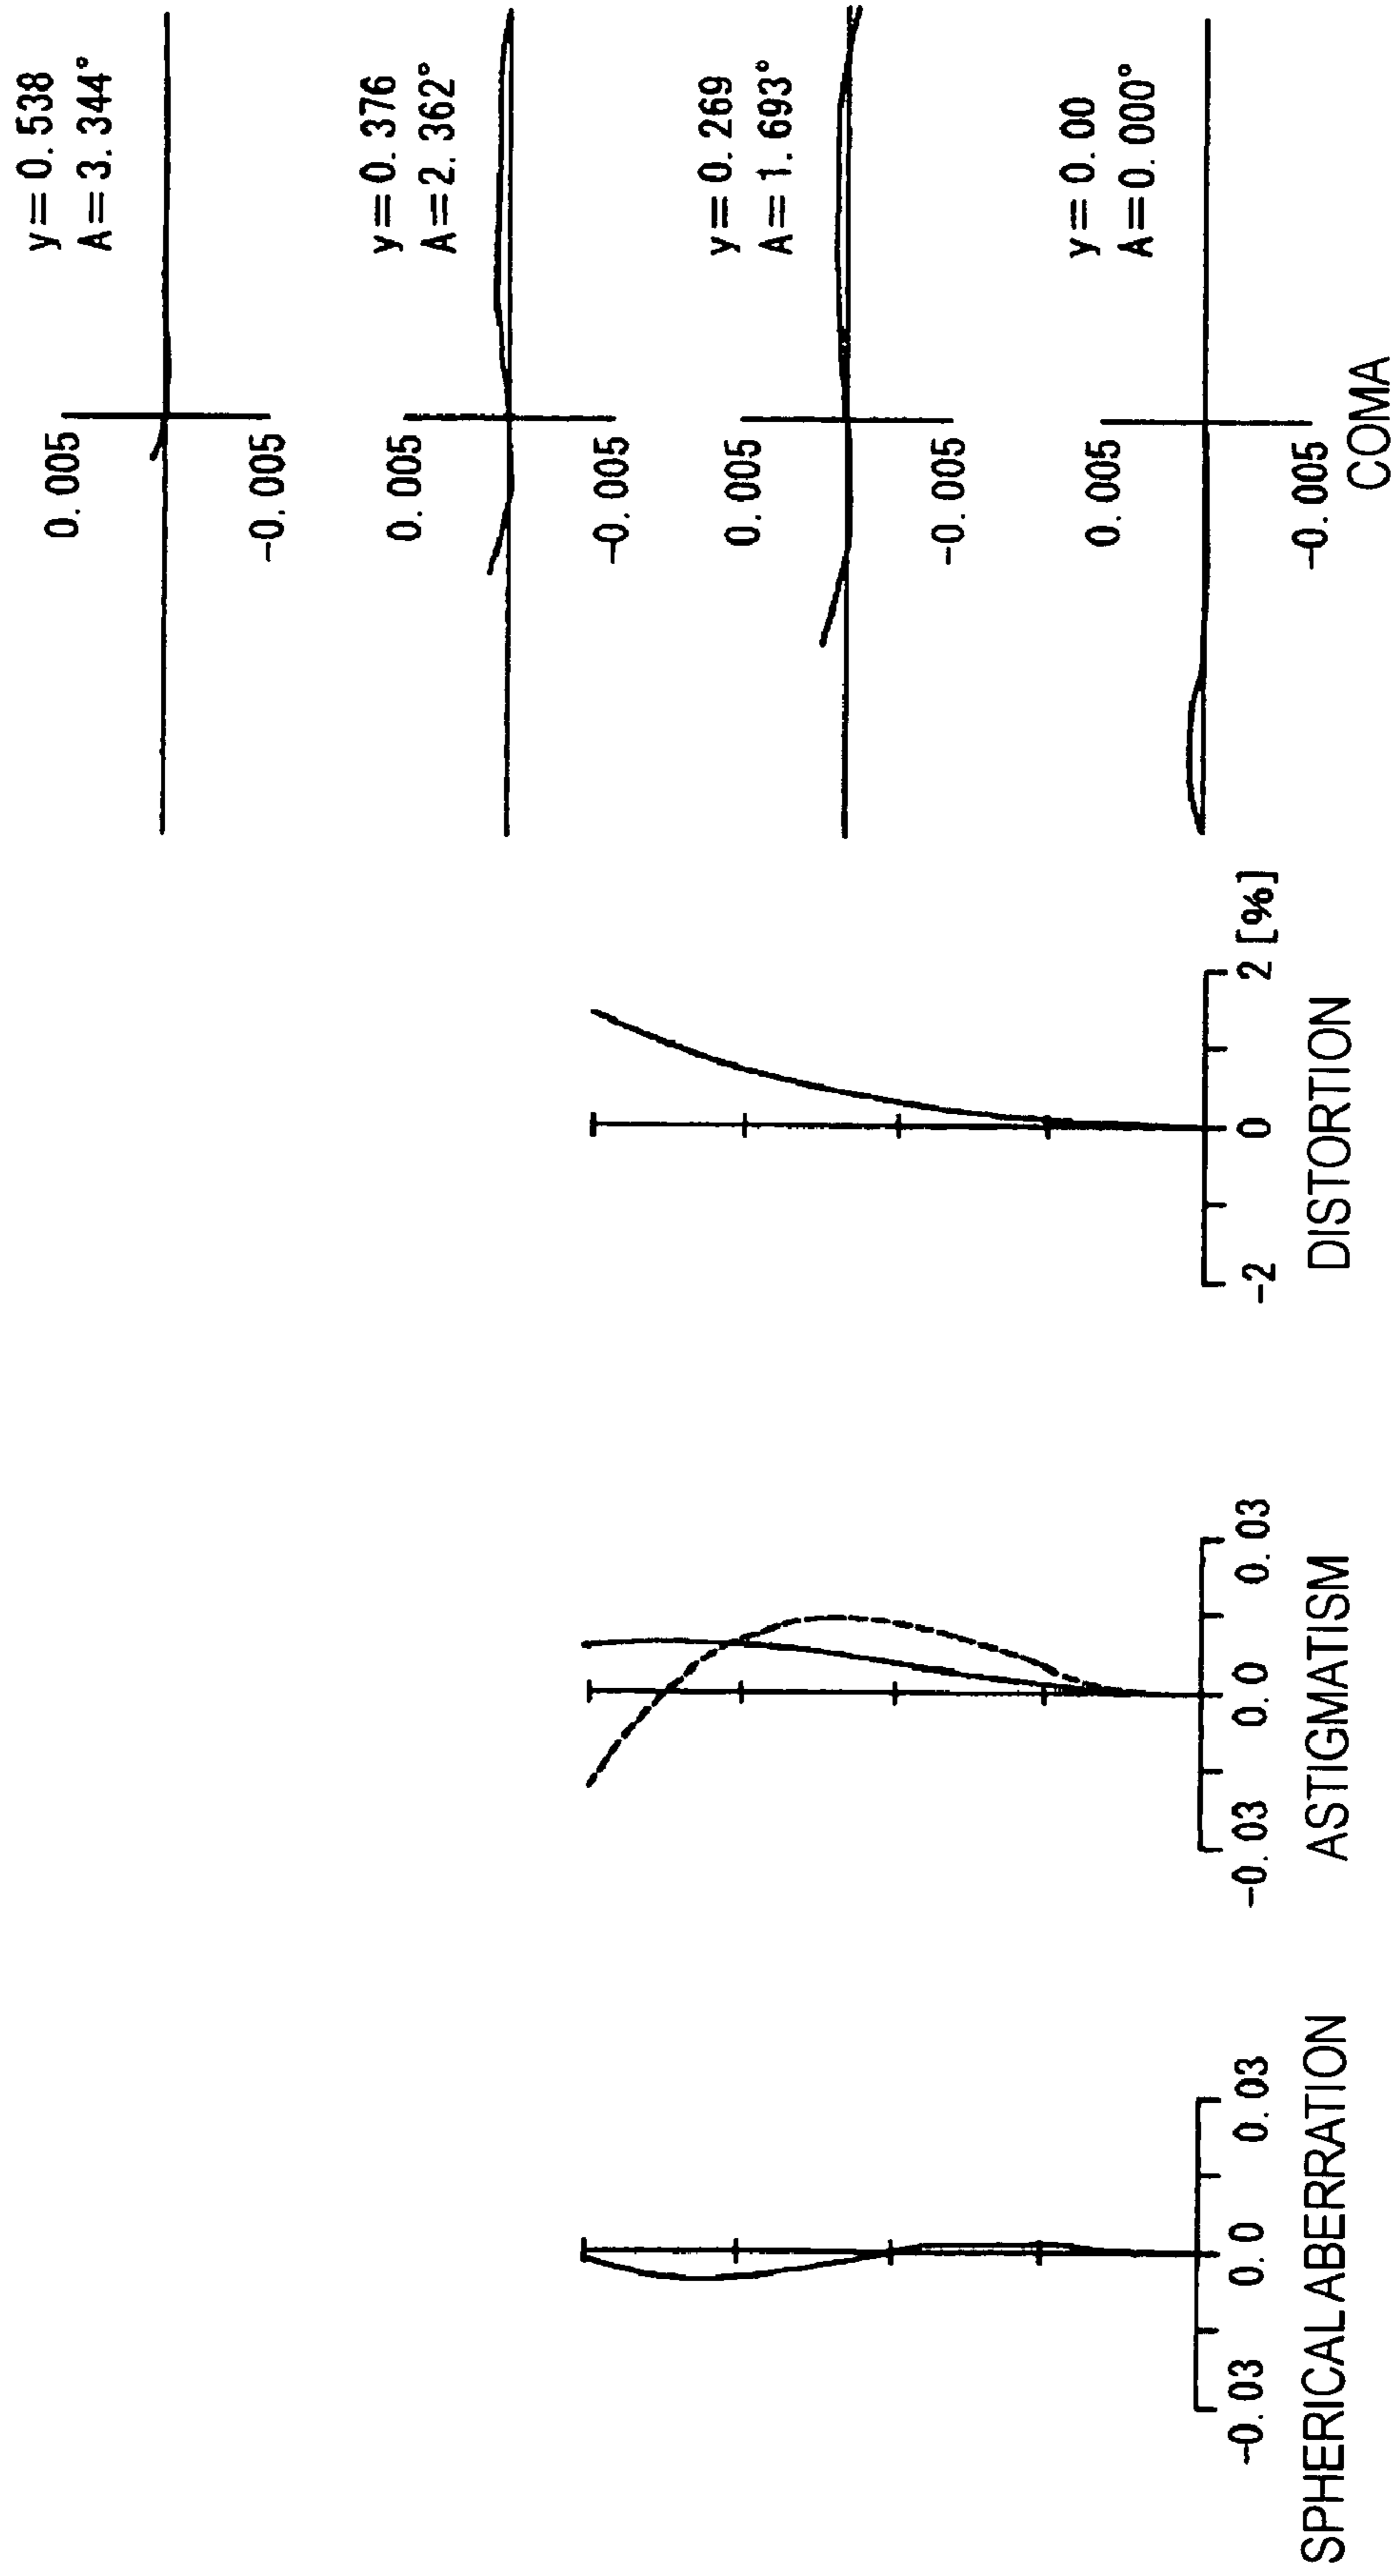 -0.03
0.0
0.03
SPHERICAL ABERRATION
-0.03
0.0
0.03
ASTIGMATISM
-2
0
2 [%]
DISTORTION
y=0.538
A=3.344°
0.005
-0.005
y=0.376
A=2.362°
0.005
-0.005
y=0.269
A=1.693°
0.005
-0.005
y=0.00
A=0.000°
0.005
-0.005
COMA